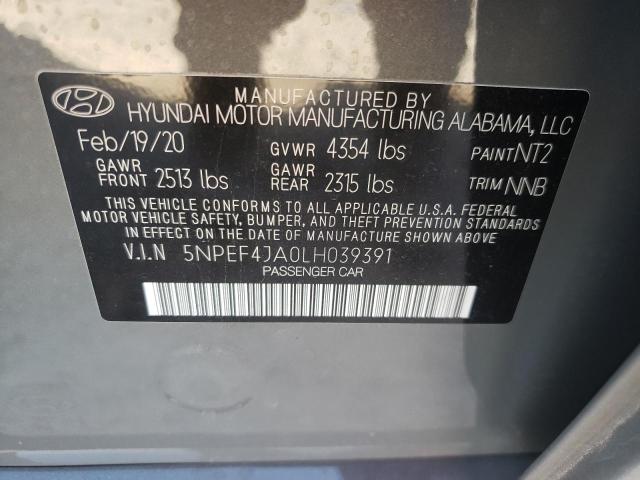 MANUFACTURED BY
HYUNDAI MOTOR MANUFACTURING ALABAMA, LLC
Feb/19/20 GVWR 4354 lbs PAINT NT2
GAWR FRONT 2513 lbs GAWR REAR 2315 lbs TRIM NNB
THIS VEHICLE CONFORMS TO ALL APPLICABLE U.S.A. FEDERAL
MOTOR VEHICLE SAFETY, BUMPER, AND THEFT PREVENTION STANDARDS
IN EFFECT ON THE DATE OF MANUFACTURE SHOWN ABOVE.
V.I.N 5NPEF4JA0LH039391
PASSENGER CAR